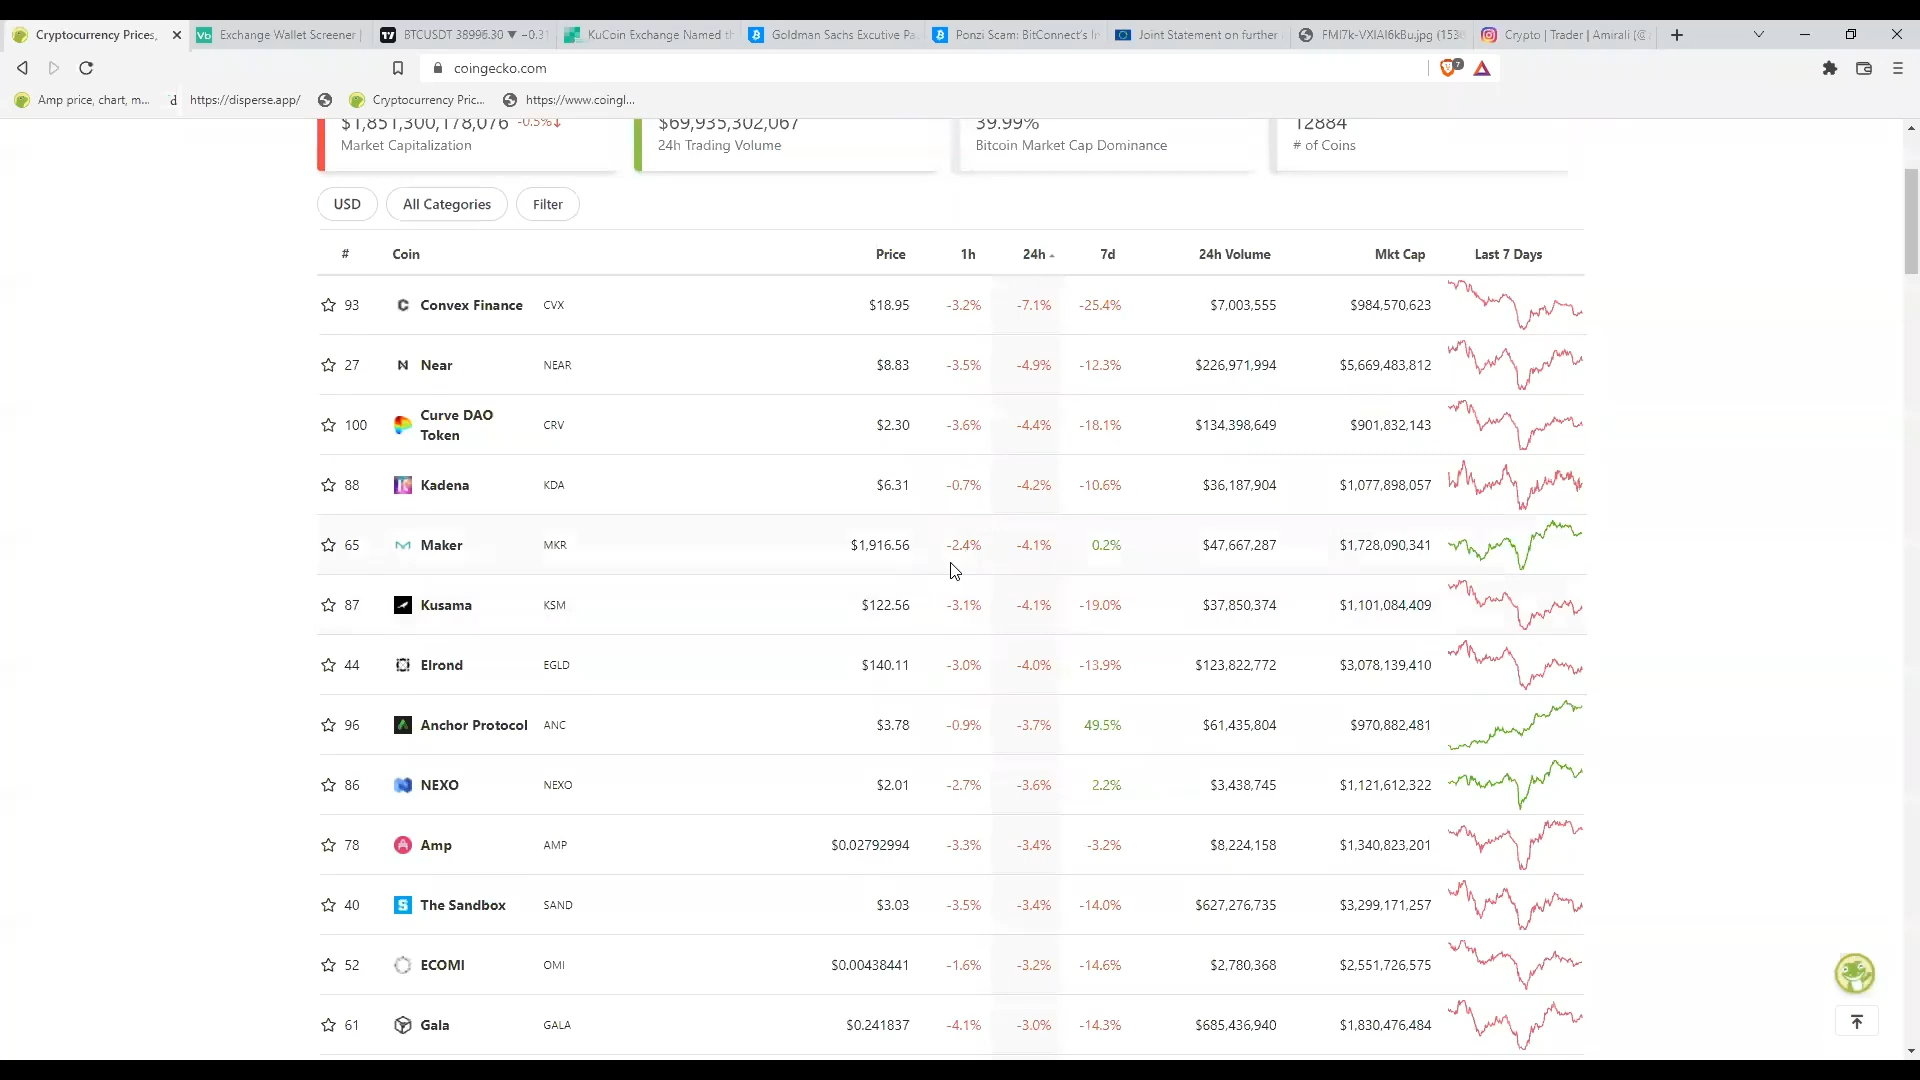 Cryptocurrency Prices,
Exchange Wallet Screener |
BTCUSDT 38996.30 ▼ −0.31
KuCoin Exchange Named th
Goldman Sachs Excutive Pa
Ponzi Scam: BitConnect's In
Joint Statement on further
FMI7k-VXIAI6kBu.jpg (1536
Crypto | Trader | Amirali (@
coingecko.com
7
Amp price, chart, m...
d https://disperse.app/
Cryptocurrency Pric...
https://www.coingl...
$1,851,300,178,076 -0.5%↓
Market Capitalization
$69,935,302,067
24h Trading Volume
39.99%
Bitcoin Market Cap Dominance
12884
# of Coins
USD All Categories Filter
# Coin Price 1h 24h 7d 24h Volume Mkt Cap Last 7 Days
93 Convex Finance CVX $18.95 -3.2% -7.1% -25.4% $7,003,555 $984,570,623
27 Near NEAR $8.83 -3.5% -4.9% -12.3% $226,971,994 $5,669,483,812
100 Curve DAO Token CRV $2.30 -3.6% -4.4% -18.1% $134,398,649 $901,832,143
88 Kadena KDA $6.31 -0.7% -4.2% -10.6% $36,187,904 $1,077,898,057
65 Maker MKR $1,916.56 -2.4% -4.1% 0.2% $47,667,287 $1,728,090,341
87 Kusama KSM $122.56 -3.1% -4.1% -19.0% $37,850,374 $1,101,084,409
44 Elrond EGLD $140.11 -3.0% -4.0% -13.9% $123,822,772 $3,078,139,410
96 Anchor Protocol ANC $3.78 -0.9% -3.7% 49.5% $61,435,804 $970,882,481
86 NEXO NEXO $2.01 -2.7% -3.6% 2.2% $3,438,745 $1,121,612,322
78 Amp AMP $0.02792994 -3.3% -3.4% -3.2% $8,224,158 $1,340,823,201
40 The Sandbox SAND $3.03 -3.5% -3.4% -14.0% $627,276,735 $3,299,171,257
52 ECOMI OMI $0.00438441 -1.6% -3.2% -14.6% $2,780,368 $2,551,726,575
61 Gala GALA $0.241837 -4.1% -3.0% -14.3% $685,436,940 $1,830,476,484